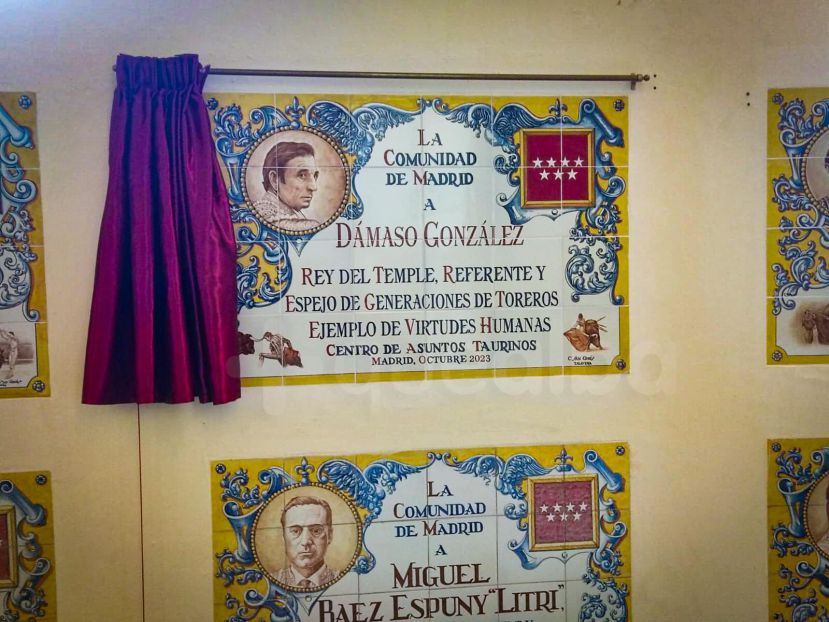 LA
COMUNIDAD
DE MADRID
A
DÁMASO GONZÁLEZ
REY DEL TEMPLE, REFERENTE Y
ESPEJO DE GENERACIONES DE TOREROS
EJEMPLO DE VIRTUDES HUMANAS
CENTRO DE ASUNTOS TAURINOS
MADRID, OCTUBRE 2023
TALAVERA
LA
COMUNIDAD
DE MADRID
A
MIGUEL
BAEZ ESPUNY "LITRI",